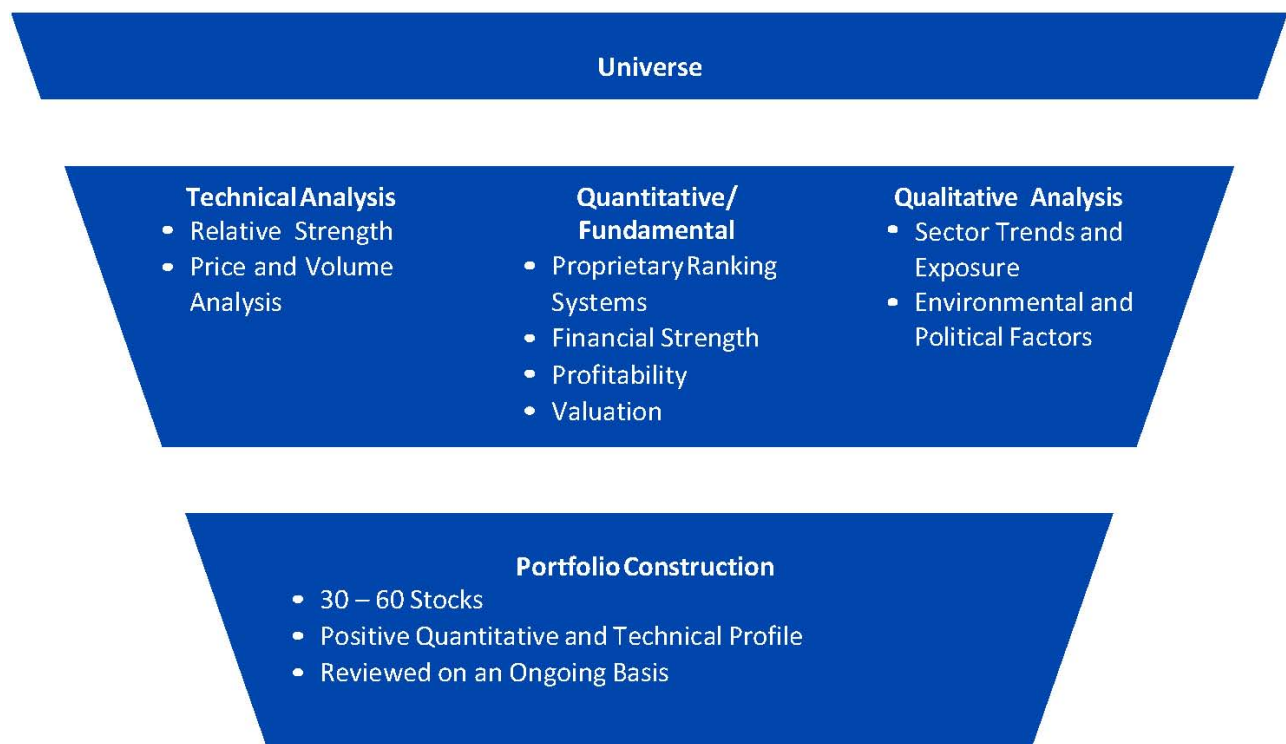 Universe
Technical Analysis
• Relative Strength
• Price and Volume
Analysis
Quantitative/
Fundamental
• Proprietary Ranking
Systems
• Financial Strength
• Profitability
• Valuation
Qualitative Analysis
• Sector Trends and
Exposure
• Environmental and
Political Factors
Portfolio Construction
• 30 – 60 Stocks
• Positive Quantitative and Technical Profile
• Reviewed on an Ongoing Basis